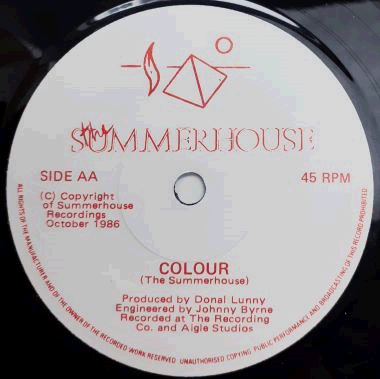 the
SUMMERHOUSE
SIDE AA
45 RPM
(C) Copyright
of Summerhouse
Recordings
October 1986
COLOUR
(The Summerhouse)
Produced by Donal Lunny
Engineered by Johnny Byrne
Recorded at The Recording
Co. and Aigle Studios
ALL RIGHTS OF THE MANUFACTURER AND OF THE OWNER OF THE RECORDED WORK RESERVED. UNAUTHORISED COPYING PUBLIC PERFORMANCE AND BROADCASTING OF THIS RECORD PROHIBITED